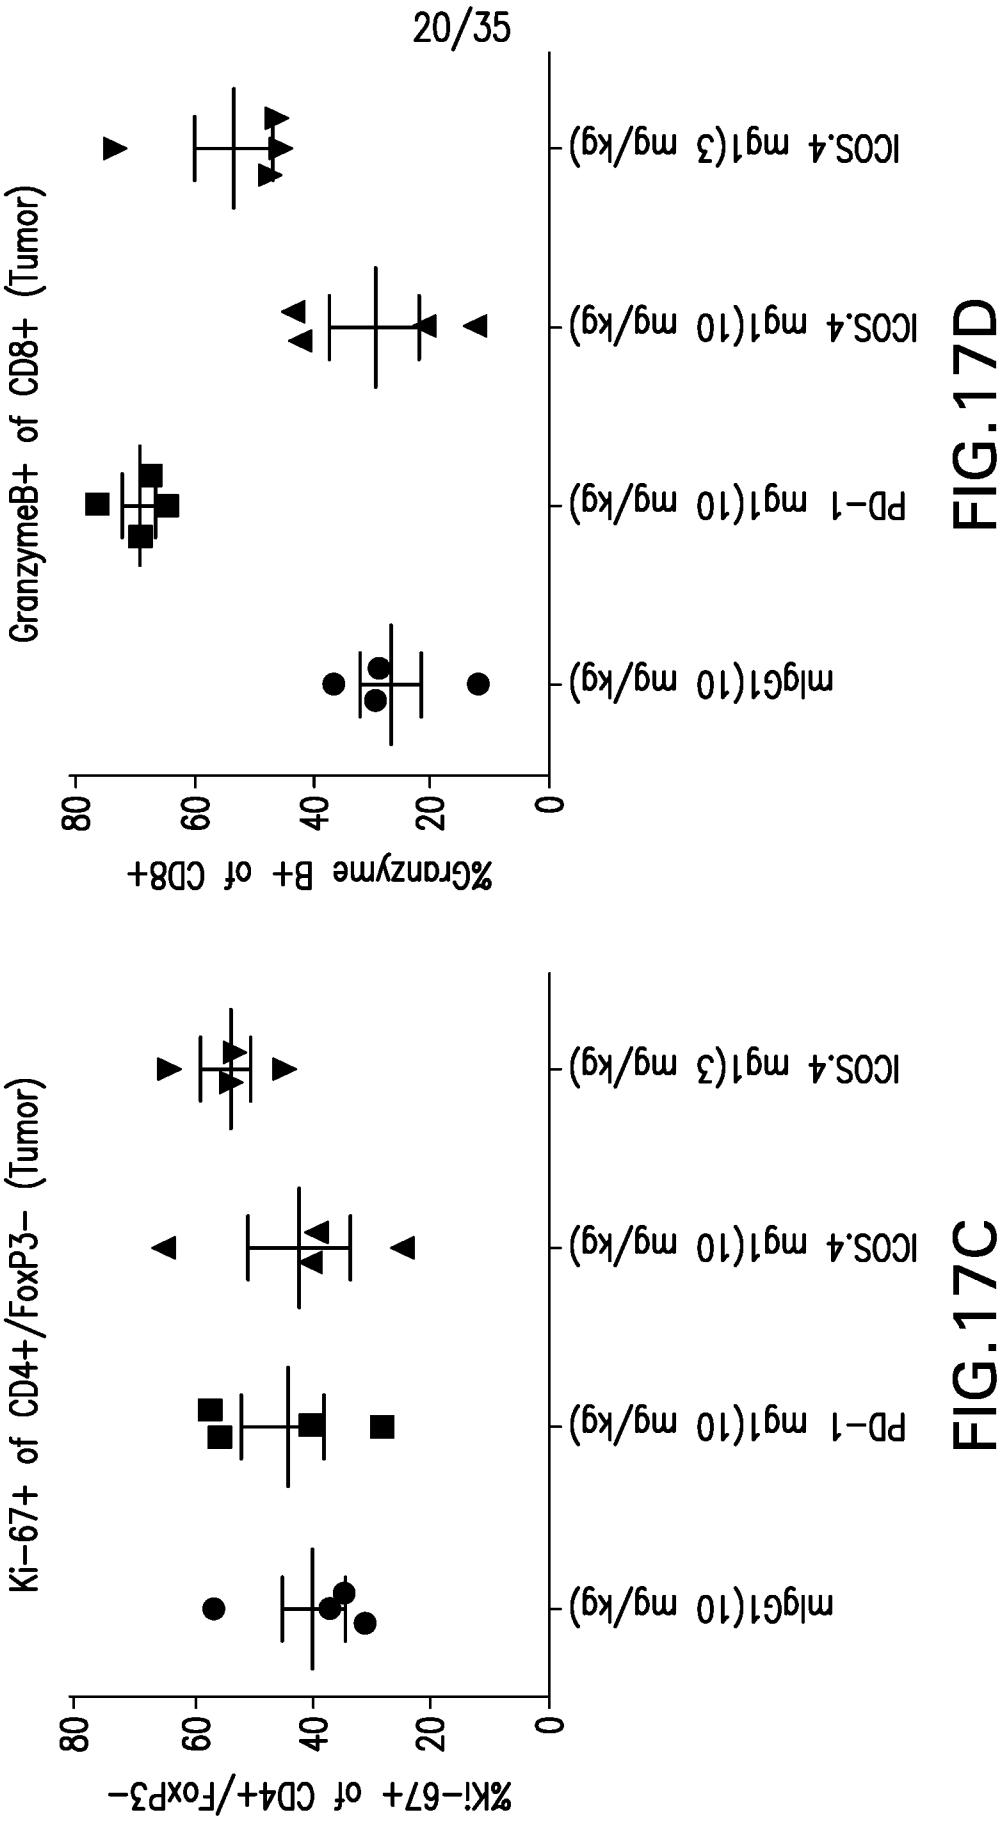 20/35
Ki-67+ of CD4+/FoxP3- (Tumor)
%Ki-67+ of CD4+/FoxP3-
80
60
40
20
0
mIgG1(10 mg/kg)
PD-1 mg1(10 mg/kg)
ICOS.4 mg1(10 mg/kg)
ICOS.4 mg1(3 mg/kg)
FIG.17C
GranzymeB+ of CD8+ (Tumor)
%Granzyme B+ of CD8+
80
60
40
20
0
mIgG1(10 mg/kg)
PD-1 mg1(10 mg/kg)
ICOS.4 mg1(10 mg/kg)
ICOS.4 mg1(3 mg/kg)
FIG.17D